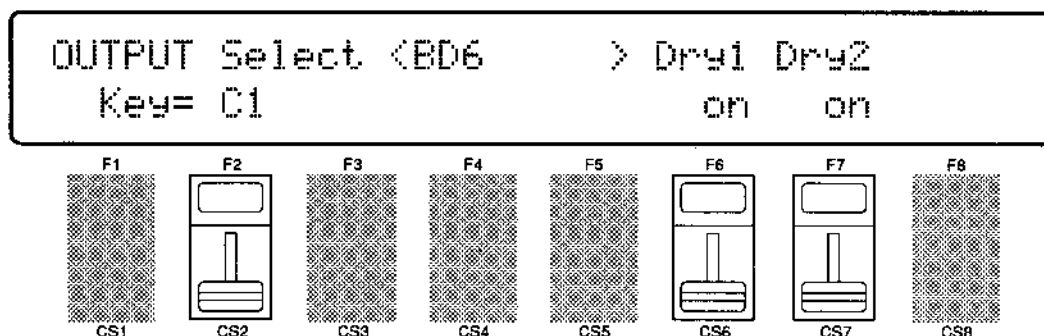 OUTPUT Select <BD6 > Dry1 Dry2
Key= C1 on on
F1 F2 F3 F4 F5 F6 F7 F8
CS1 CS2 CS3 CS4 CS5 CS6 CS7 CS8